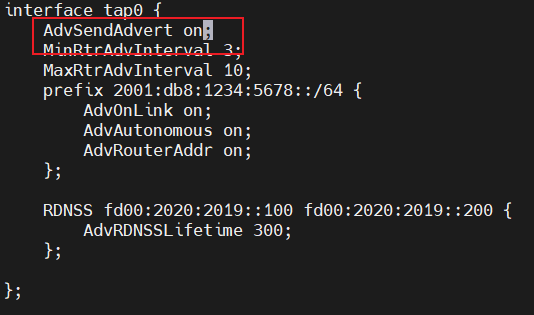 interface tap0 {
AdvSendAdvert on;
MinRtrAdvInterval 3;
MaxRtrAdvInterval 10;
prefix 2001:db8:1234:5678::/64 {
AdvOnLink on;
AdvAutonomous on;
AdvRouterAddr on;
};
RDNSS fd00:2020:2019::100 fd00:2020:2019::200 {
AdvRDNSSLifetime 300;
};
};